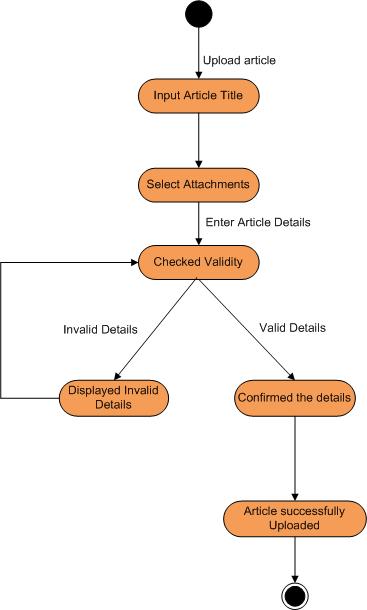 Upload article
Input Article Title
Select Attachments
Enter Article Details
Checked Validity
Invalid Details
Valid Details
Displayed Invalid
Details
Confirmed the details
Article successfully
Uploaded